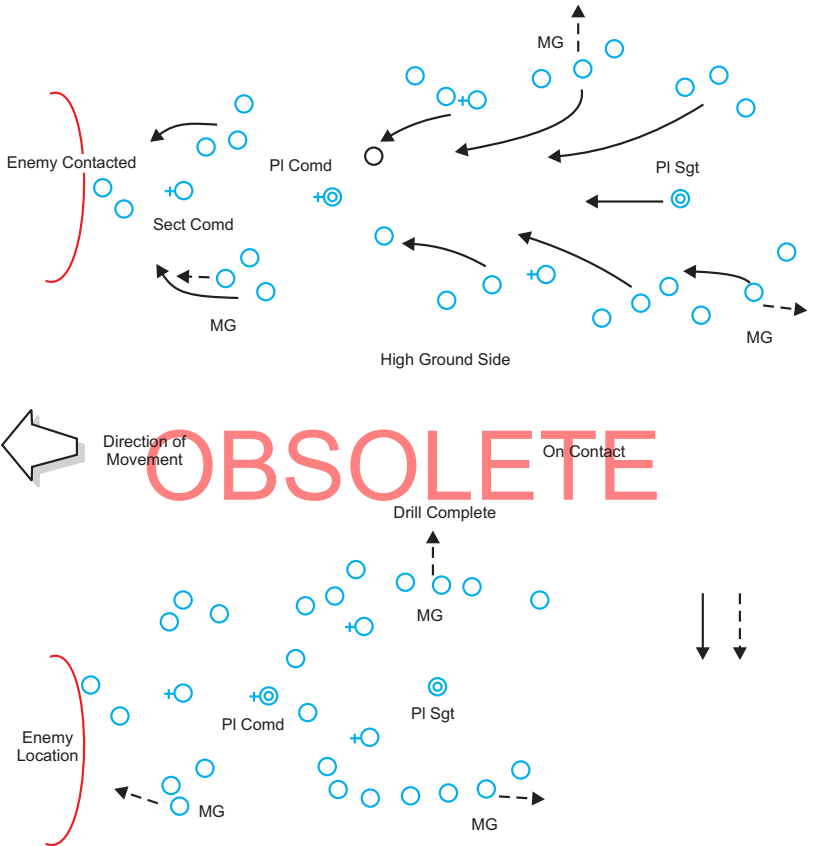 MG
Enemy Contacted
Pl Comd
Pl Sgt
Sect Comd
MG
MG
High Ground Side
Direction of
Movement
OBSOLETE
On Contact
Drill Complete
MG
Pl Comd
Pl Sgt
Enemy
Location
MG
MG